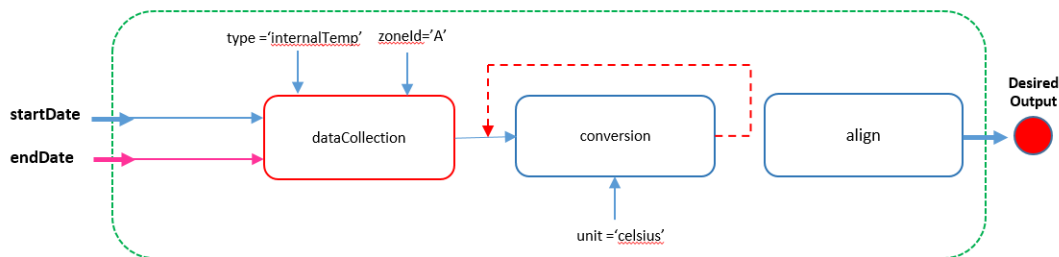 type =‘internalTemp’
zoneId=‘A’
startDate
endDate
dataCollection
conversion
align
Desired
Output
unit =‘celsius’